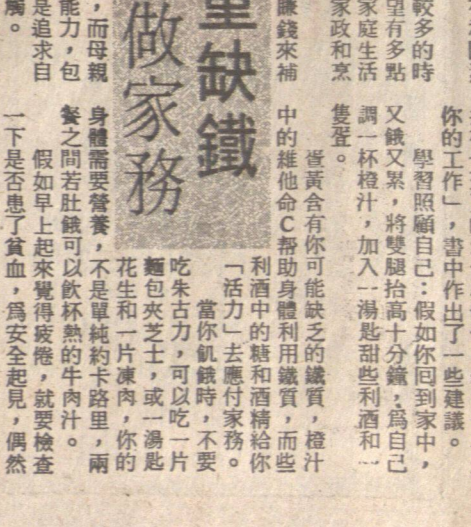 較多的時
望有多點
家庭生活
家政和烹
賺錢來補
重缺鐵
做家務
，而母親
能力，包
是追求自
觸。
你的工作」，書中作出了一些建議。
學習照顧自己：假如你回到家中，
又餓又累，將雙腿抬高十分鐘，爲自己
調一杯橙汁，加入一湯匙甜些利酒和一
隻疍。
疍黃含有你可能缺乏的鐵質，橙汁
中的維他命C帮助身體利用鐵質，而些
利酒中的糖和酒精給你
「活力」去應付家務。
當你飢餓時，不要
吃朱古力，可以吃一片
麵包夾芝士，或一湯匙
花生和一片凍肉，你的
身體需要營養，不是單純約卡路里，兩
餐之間若肚餓可以飲杯熱的牛肉汁。
假如早上起來覺得疲倦，就要檢查
一下是否患了貧血，爲安全起見，偶然